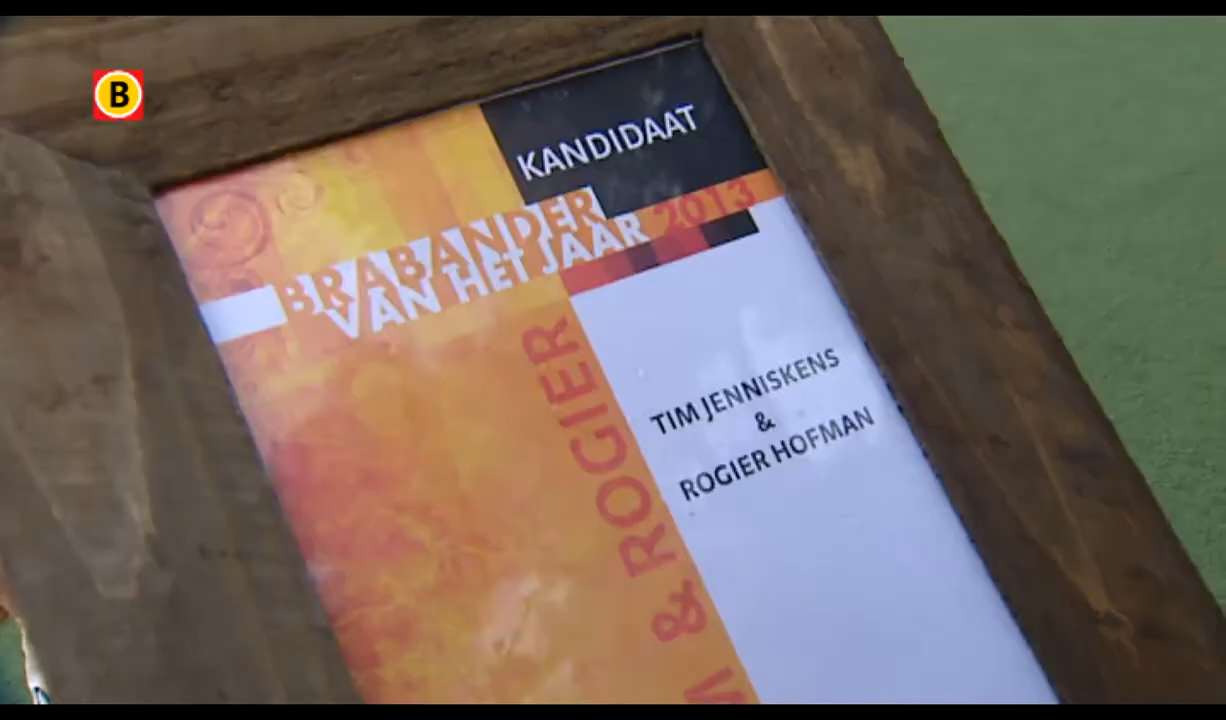 B
KANDIDAAT
BRABANDER
VAN HET JAAR 2013
TIM JENNISKENS
&
ROGIER HOFMAN
& ROGIER